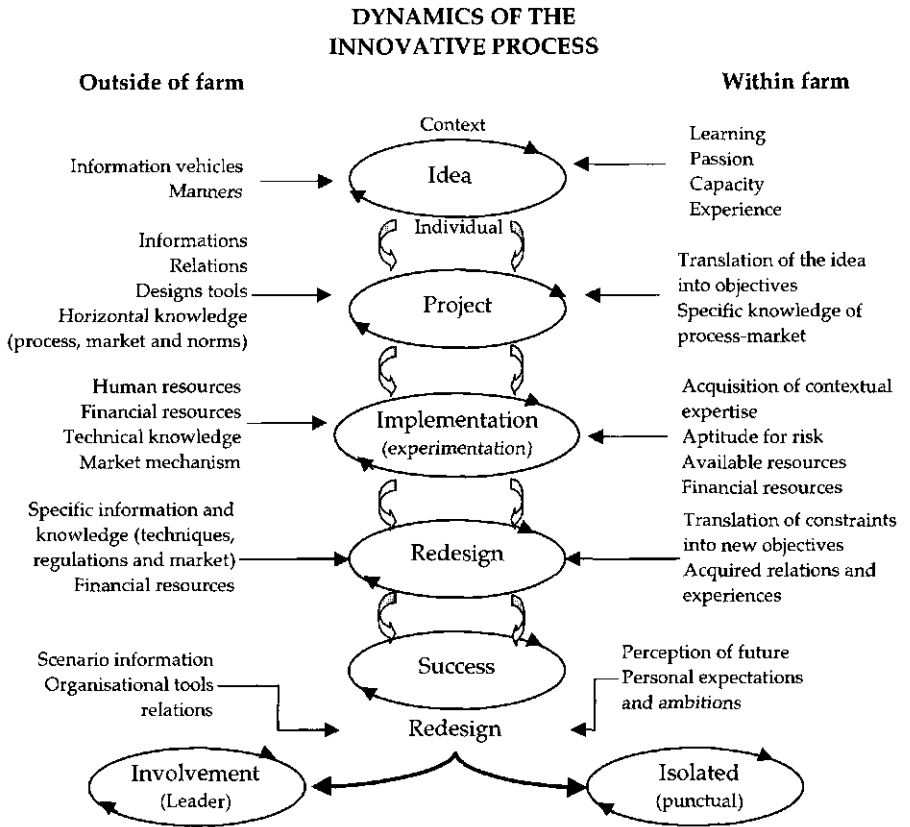 DYNAMICS OF THE
INNOVATIVE PROCESS
Outside of farm
Within farm
Context
Idea
Information vehicles
Manners
Learning
Passion
Capacity
Experience
Individual
Informations
Relations
Designs tools
Horizontal knowledge
(process, market and norms)
Project
Translation of the idea
into objectives
Specific knowledge of
process-market
Human resources
Financial resources
Technical knowledge
Market mechanism
Implementation
(experimentation)
Acquisition of contextual
expertise
Aptitude for risk
Available resources
Financial resources
Specific information and
knowledge (techniques,
regulations and market)
Financial resources
Redesign
Translation of constraints
into new objectives
Acquired relations and
experiences
Success
Scenario information
Organisational tools
relations
Perception of future
Personal expectations
and ambitions
Redesign
Involvement
(Leader)
Isolated
(punctual)